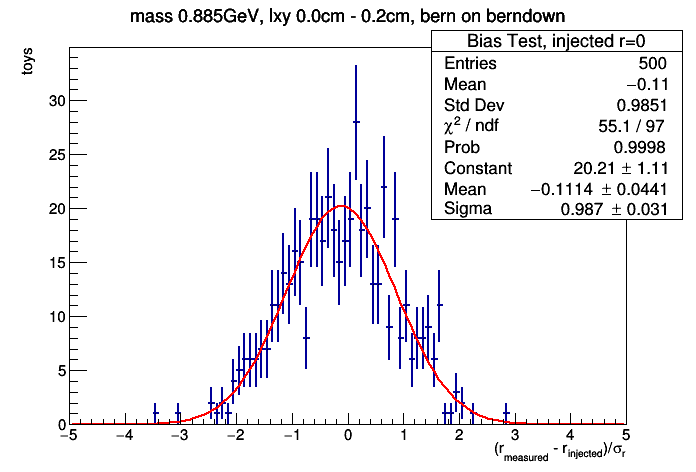 mass 0.885GeV, lxy 0.0cm - 0.2cm, bern on berndown
Bias Test, injected r=0
Entries 500
Mean −0.11
Std Dev 0.9851
χ² / ndf 55.1 / 97
Prob 0.9998
Constant 20.21 ± 1.11
Mean −0.1114 ± 0.0441
Sigma 0.987 ± 0.031
toys
30
25
20
15
10
5
0
−5 −4 −3 −2 −1 0 1 2 3 4 5
(r_measured - r_injected)/σ_r